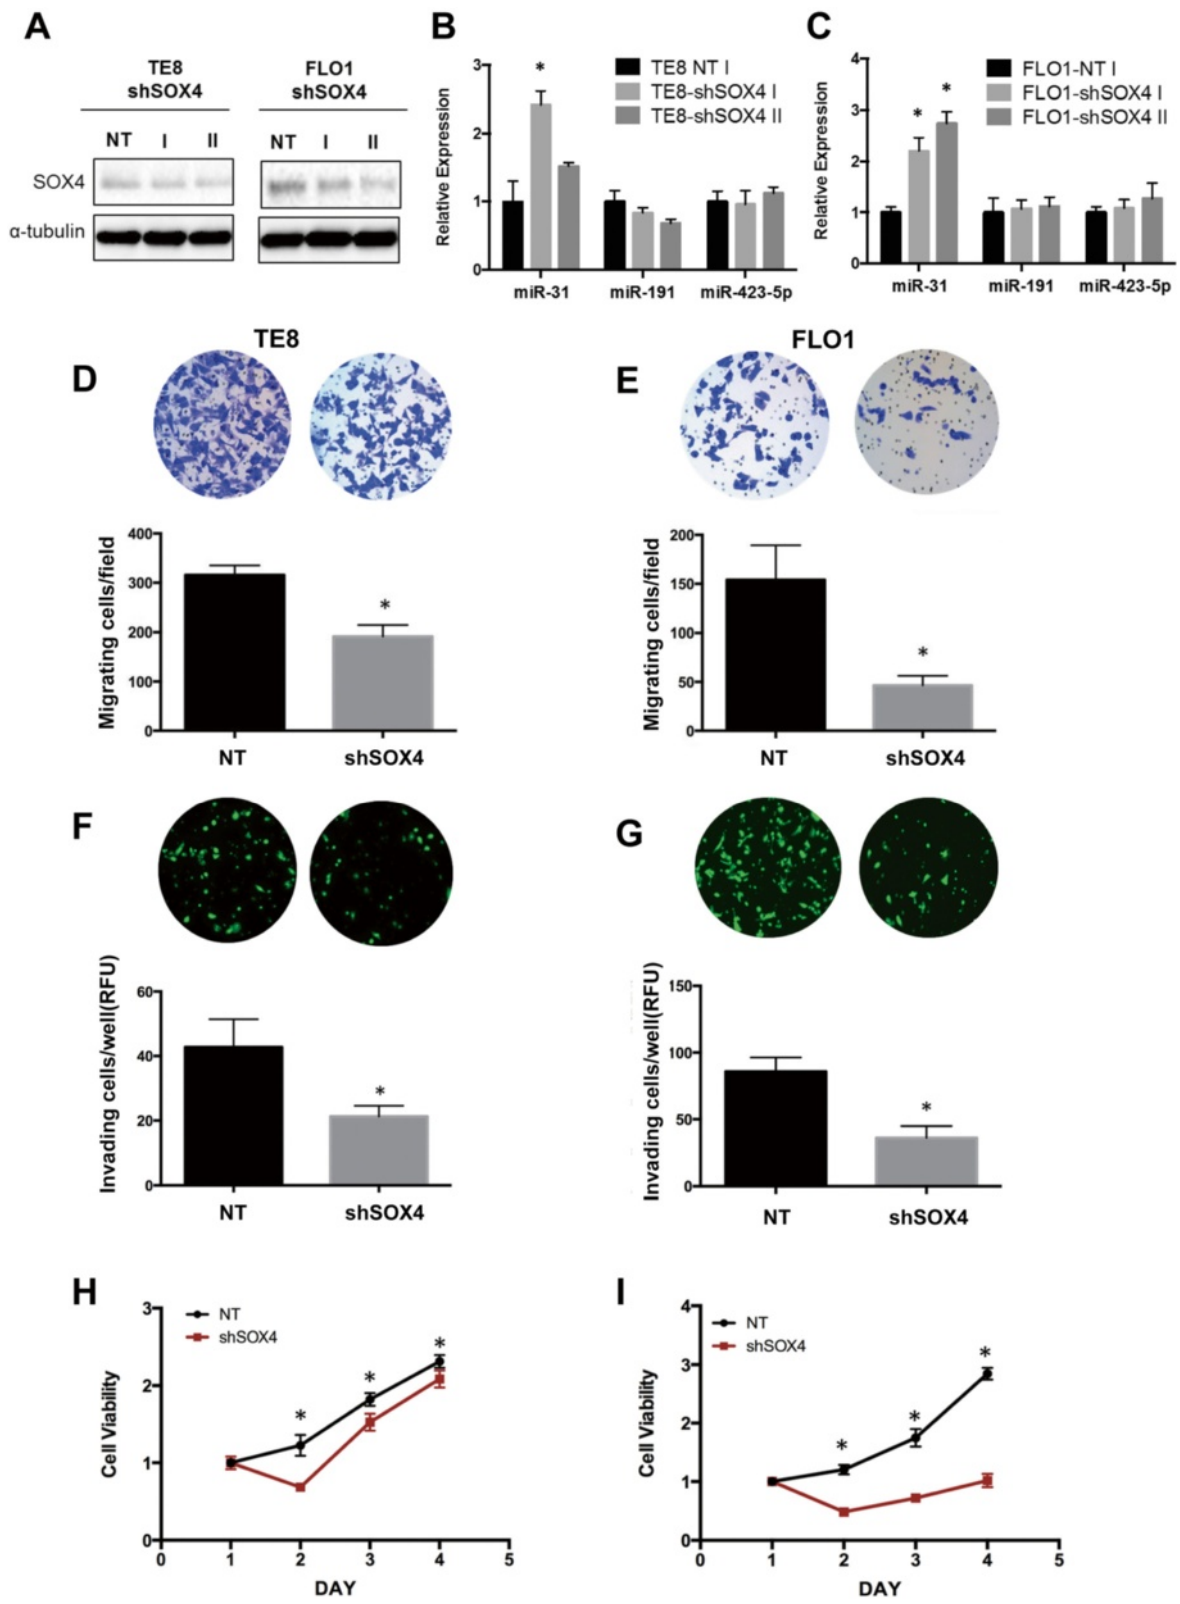 A
TE8
shSOX4
FLO1
shSOX4
NT I II
NT I II
SOX4
α-tubulin
B
Relative Expression
3
2
1
0
*
TE8 NT I
TE8-shSOX4 I
TE8-shSOX4 II
miR-31 miR-191 miR-423-5p
C
Relative Expression
4
3
2
1
0
* *
FLO1-NT I
FLO1-shSOX4 I
FLO1-shSOX4 II
miR-31 miR-191 miR-423-5p
TE8
FLO1
D
Migrating cells/field
400
300
200
100
0
*
NT shSOX4
E
Migrating cells/field
200
150
100
50
0
*
NT shSOX4
F
Invading cells/well(RFU)
60
40
20
0
*
NT shSOX4
G
Invading cells/well(RFU)
150
100
50
0
*
NT shSOX4
H
Cell Viability
3
2
1
0
NT
shSOX4
* * *
0 1 2 3 4 5
DAY
I
Cell Viability
4
3
2
1
0
NT
shSOX4
* * *
0 1 2 3 4 5
DAY